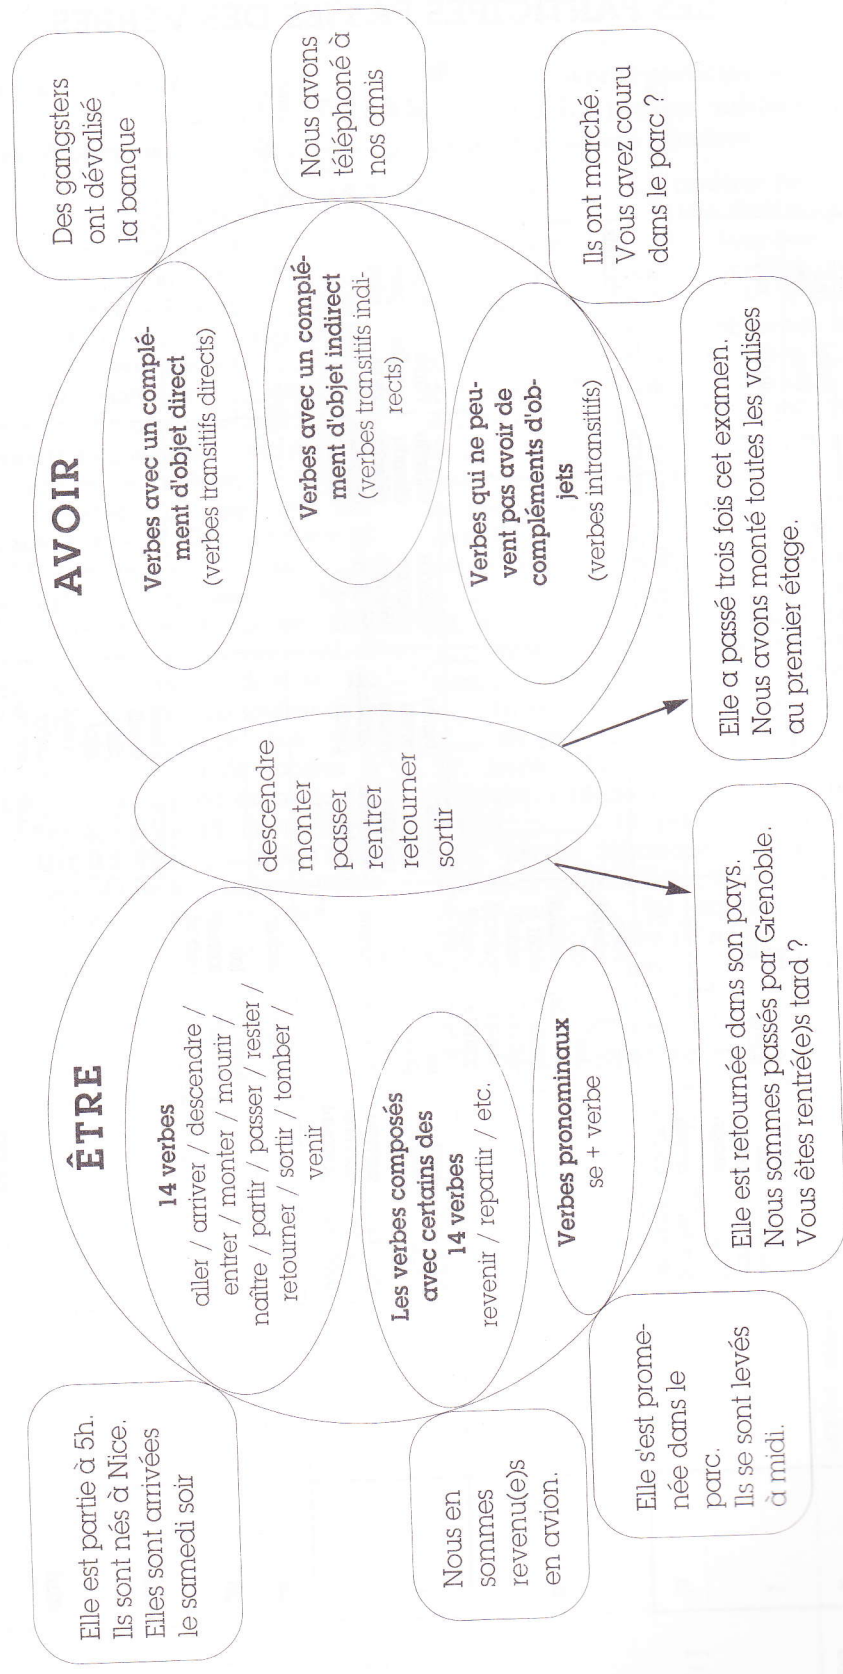 ÊTRE
14 verbes
aller / arriver / descendre /
entrer / monter / mourir /
naître / partir / passer / rester /
retourner / sortir / tomber /
venir
Les verbes composés
avec certains des
14 verbes
revenir / repartir / etc.
Verbes pronominaux
se + verbe
Elle est partie à 5h.
Ils sont nés à Nice.
Elles sont arrivées
le samedi soir
Nous en
sommes
revenu(e)s
en avion.
Elle s'est prome-
née dans le
parc.
Ils se sont levés
à midi.
descendre
monter
passer
rentrer
retourner
sortir
Elle est retournée dans son pays.
Nous sommes passés par Grenoble.
Vous êtes rentré(e)s tard ?
Elle a passé trois fois cet examen.
Nous avons monté toutes les valises
au premier étage.
AVOIR
Verbes avec un complé-
ment d'objet direct
(verbes transitifs directs)
Verbes avec un complé-
ment d'objet indirect
(verbes transitifs indi-
rects)
Verbes qui ne peu-
vent pas avoir de
compléments d'ob-
jets
(verbes intransitifs)
Des gangsters
ont dévalisé
la banque
Nous avons
téléphoné à
nos amis
Ils ont marché.
Vous avez couru
dans le parc ?